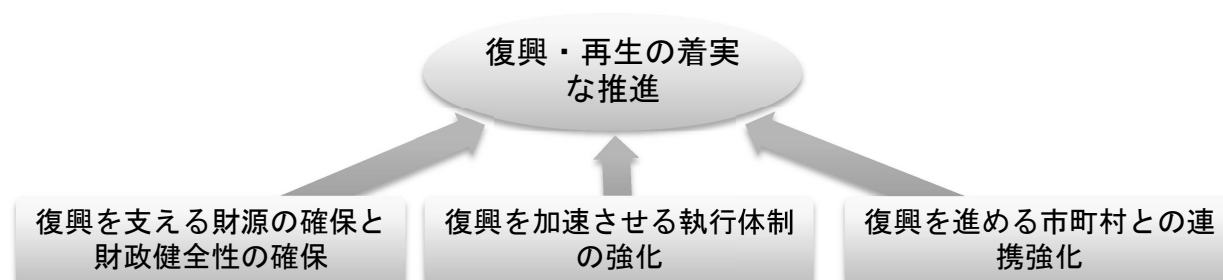 復興・再生の着実
な推進
復興を支える財源の確保と
財政健全性の確保
復興を加速させる執行体制
の強化
復興を進める市町村との連
携強化